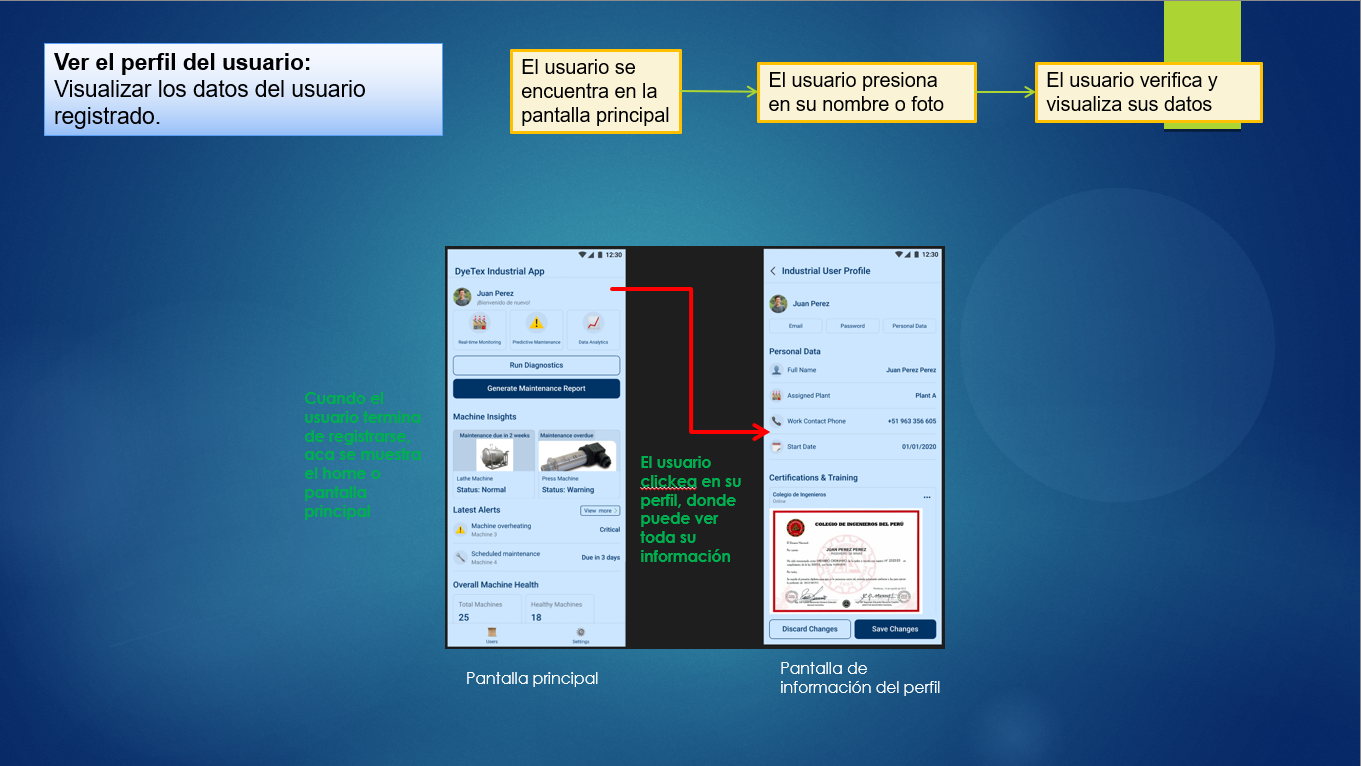 Ver el perfil del usuario:
Visualizar los datos del usuario
registrado.
El usuario se
encuentra en la
pantalla principal
El usuario presiona
en su nombre o foto
El usuario verifica y
visualiza sus datos
Cuando el
usuario termina
de registrarse,
aca se muestra
el home o
pantalla
principal
12:30
DyeTex Industrial App
Juan Perez
¡Bienvenido de nuevo!
Real-time Monitoring
Predictive Maintenance
Data Analytics
Run Diagnostics
Generate Maintenance Report
Machine Insights
Maintenance due in 2 weeks
Maintenance overdue
Lathe Machine
Press Machine
Status: Normal
Status: Warning
Latest Alerts
View more >
Machine overheating
Machine 3
Critical
Scheduled maintenance
Machine 4
Due in 3 days
Overall Machine Health
Total Machines
Healthy Machines
25
18
Users
Settings
El usuario
clickea en su
perfil, donde
puede ver
toda su
información
12:30
Industrial User Profile
Juan Perez
Email
Password
Personal Data
Personal Data
Full Name
Juan Perez Perez
Assigned Plant
Plant A
Work Contact Phone
+51 963 356 605
Start Date
01/01/2020
Certifications & Training
Colegio de Ingenieros
Online
COLEGIO DE INGENIEROS DEL PERÚ
JUAN PEREZ PEREZ
Discard Changes
Save Changes
Pantalla principal
Pantalla de
información del perfil